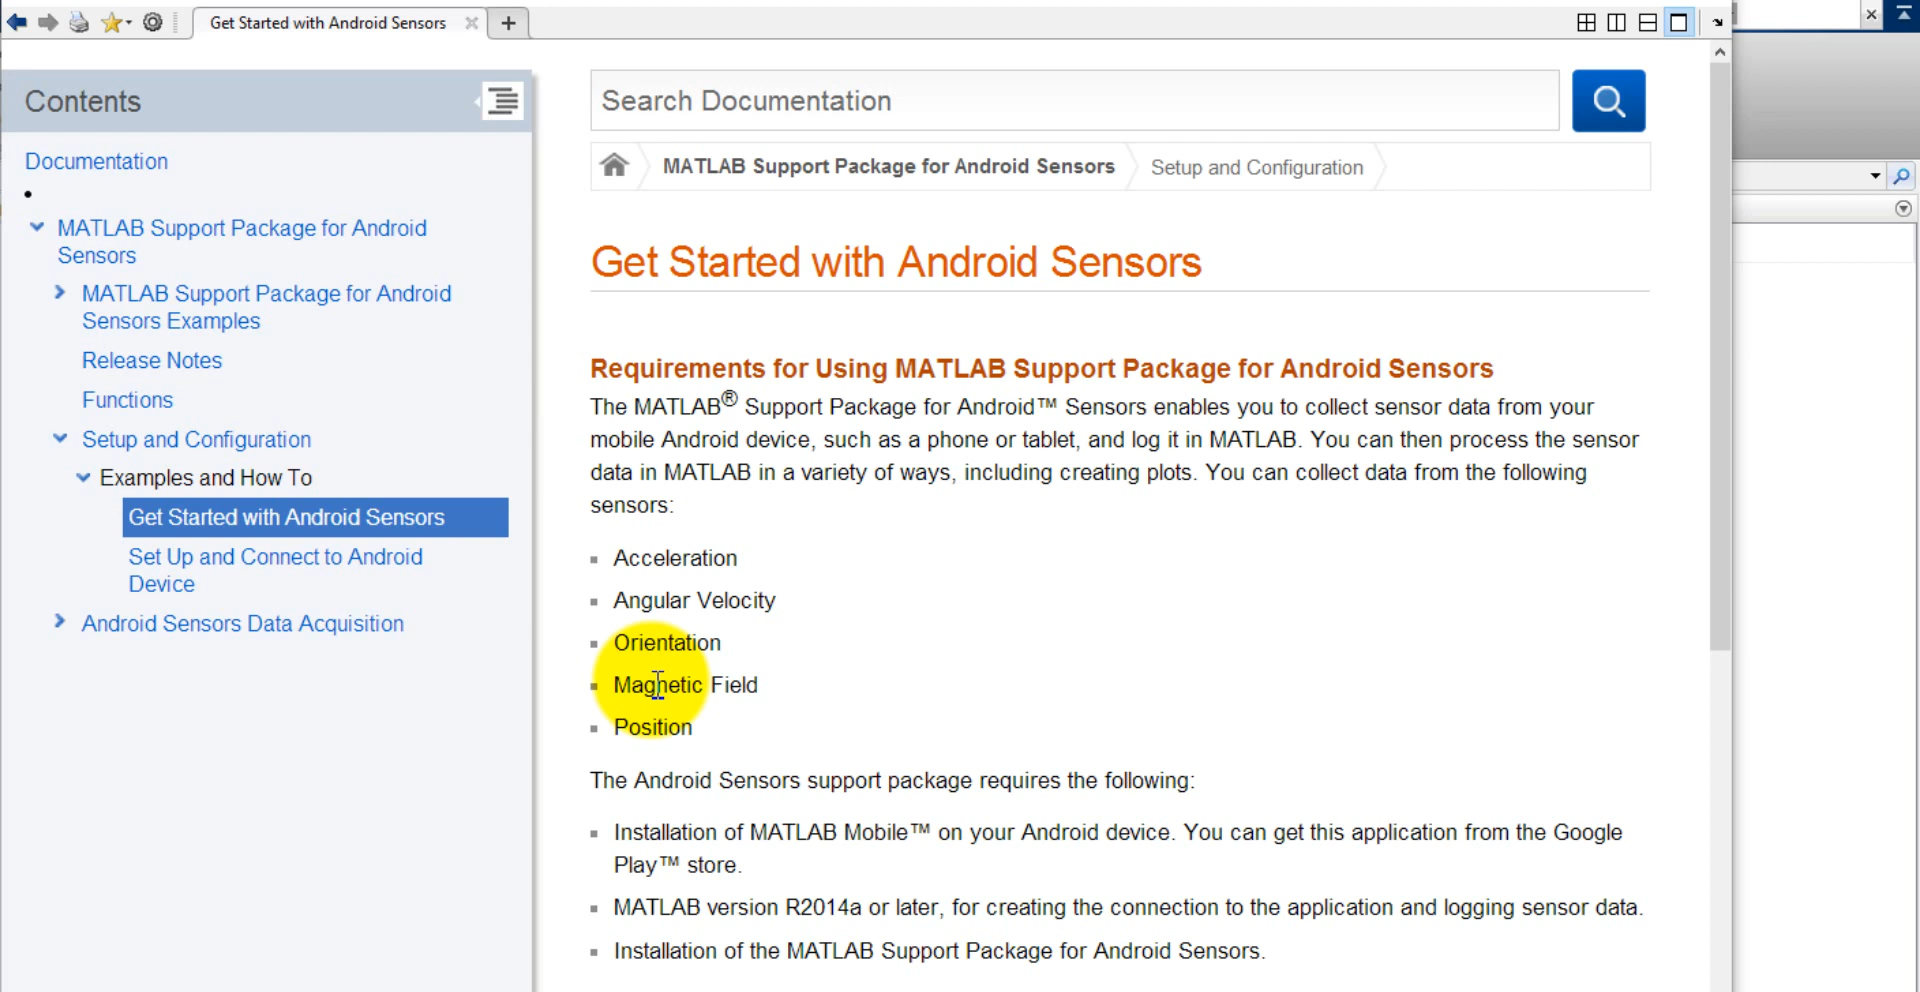 Get Started with Android Sensors
Contents
Documentation
MATLAB Support Package for Android
Sensors
MATLAB Support Package for Android
Sensors Examples
Release Notes
Functions
Setup and Configuration
Examples and How To
Get Started with Android Sensors
Set Up and Connect to Android
Device
Android Sensors Data Acquisition
Search Documentation
MATLAB Support Package for Android Sensors Setup and Configuration
Get Started with Android Sensors
Requirements for Using MATLAB Support Package for Android Sensors
The MATLAB® Support Package for Android™ Sensors enables you to collect sensor data from your
mobile Android device, such as a phone or tablet, and log it in MATLAB. You can then process the sensor
data in MATLAB in a variety of ways, including creating plots. You can collect data from the following
sensors:
Acceleration
Angular Velocity
Orientation
Magnetic Field
Position
The Android Sensors support package requires the following:
Installation of MATLAB Mobile™ on your Android device. You can get this application from the Google
Play™ store.
MATLAB version R2014a or later, for creating the connection to the application and logging sensor data.
Installation of the MATLAB Support Package for Android Sensors.